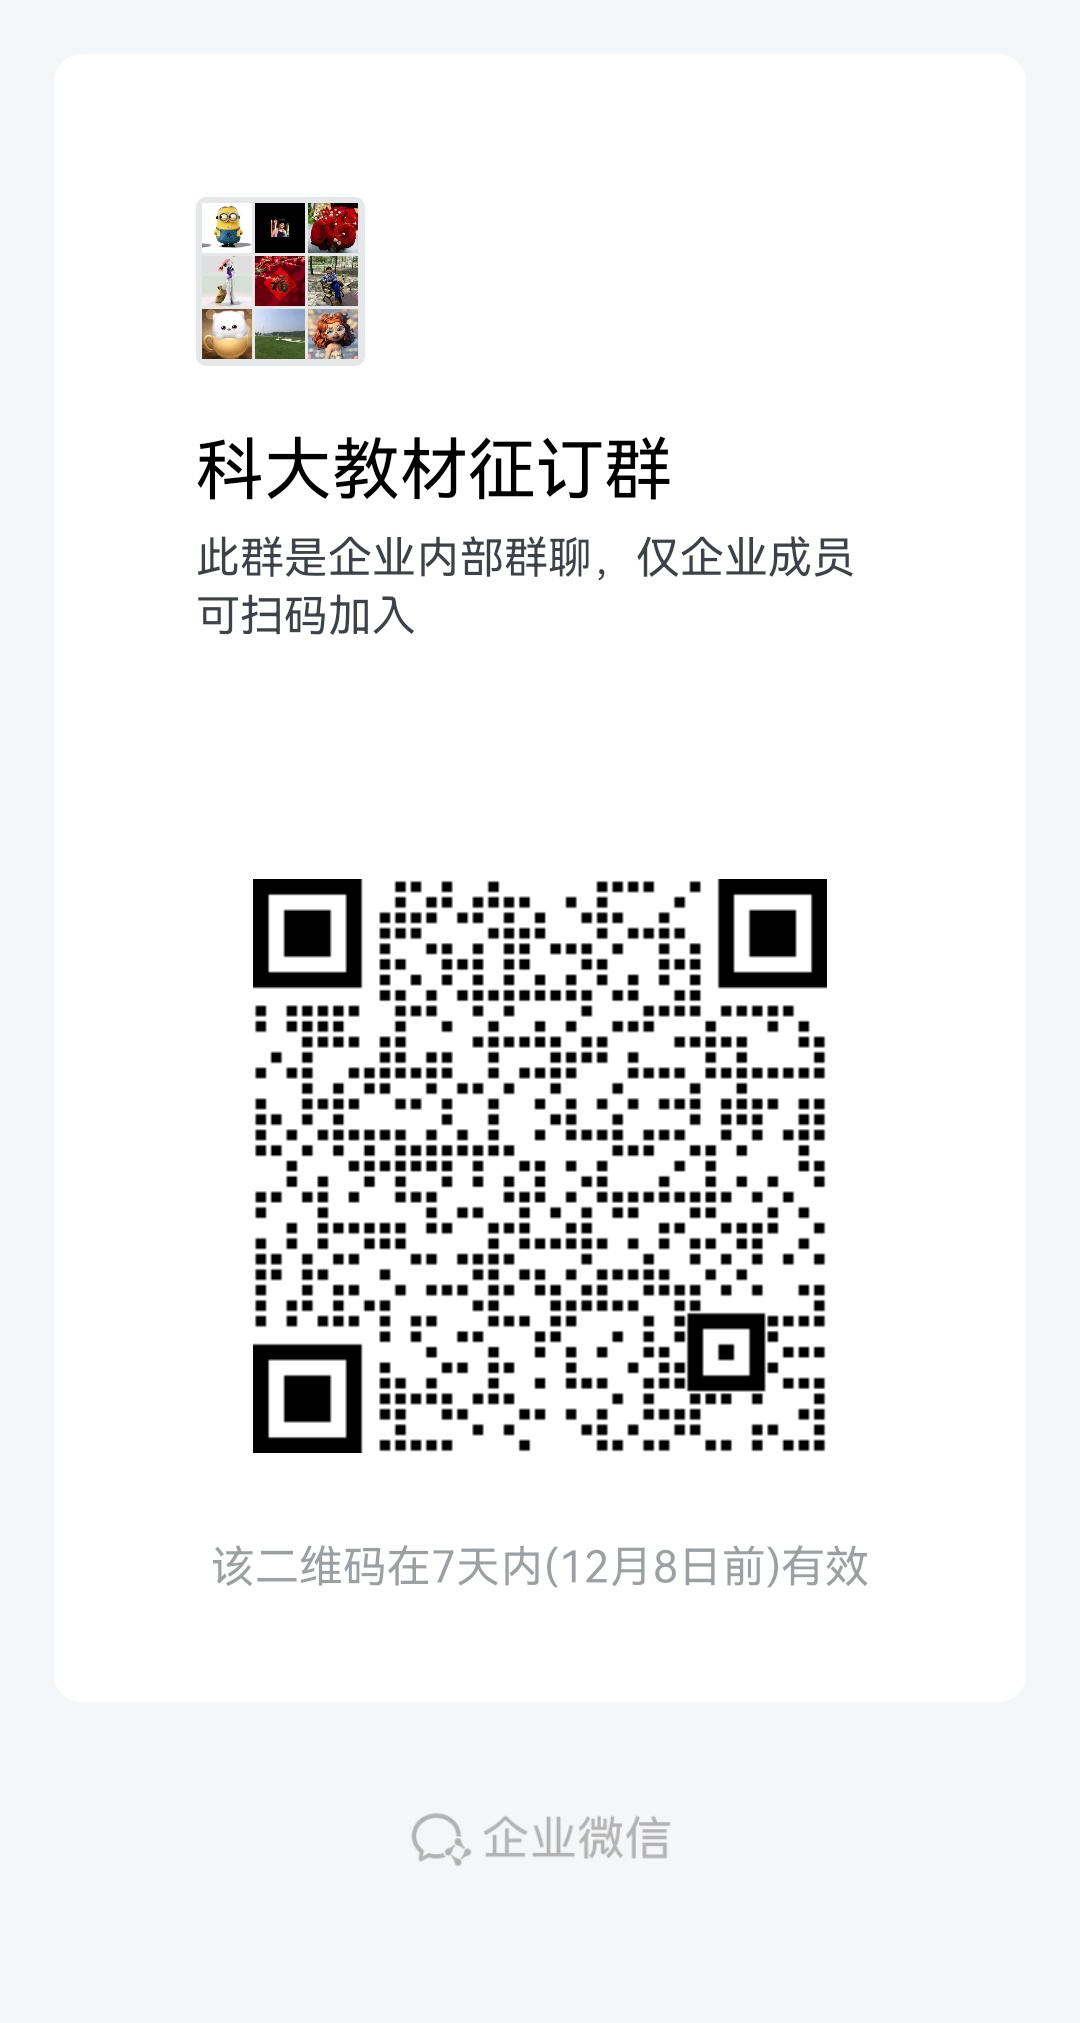 科大教材征订群
此群是企业内部群聊，仅企业成员
可扫码加入
该二维码在7天内(12月8日前)有效
企业微信